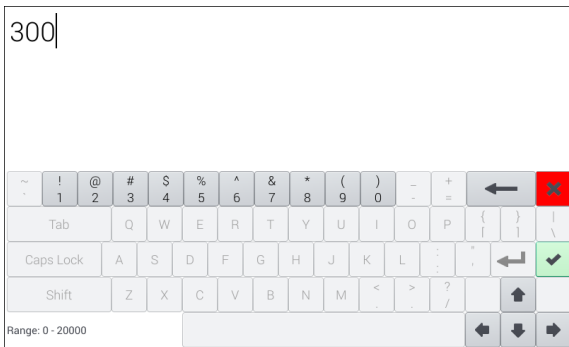 300
~ ! @ # $ % ^ & * ( ) _ +
` 1 2 3 4 5 6 7 8 9 0 - =
Tab Q W E R T Y U I O P { } |
[ ] \
Caps Lock A S D F G H J K L : "
; '
Shift Z X C V B N M < > ?
, . /
Range: 0 - 20000